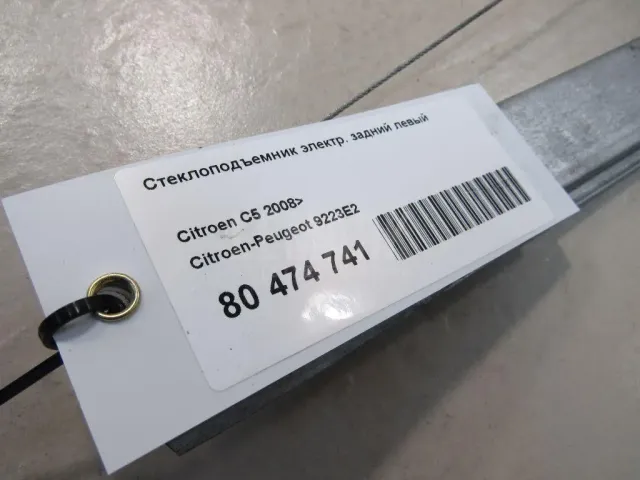 Стеклоподъемник электр. задний левый
Citroen C5 2008>
Citroen-Peugeot 9223E2
80 474 741